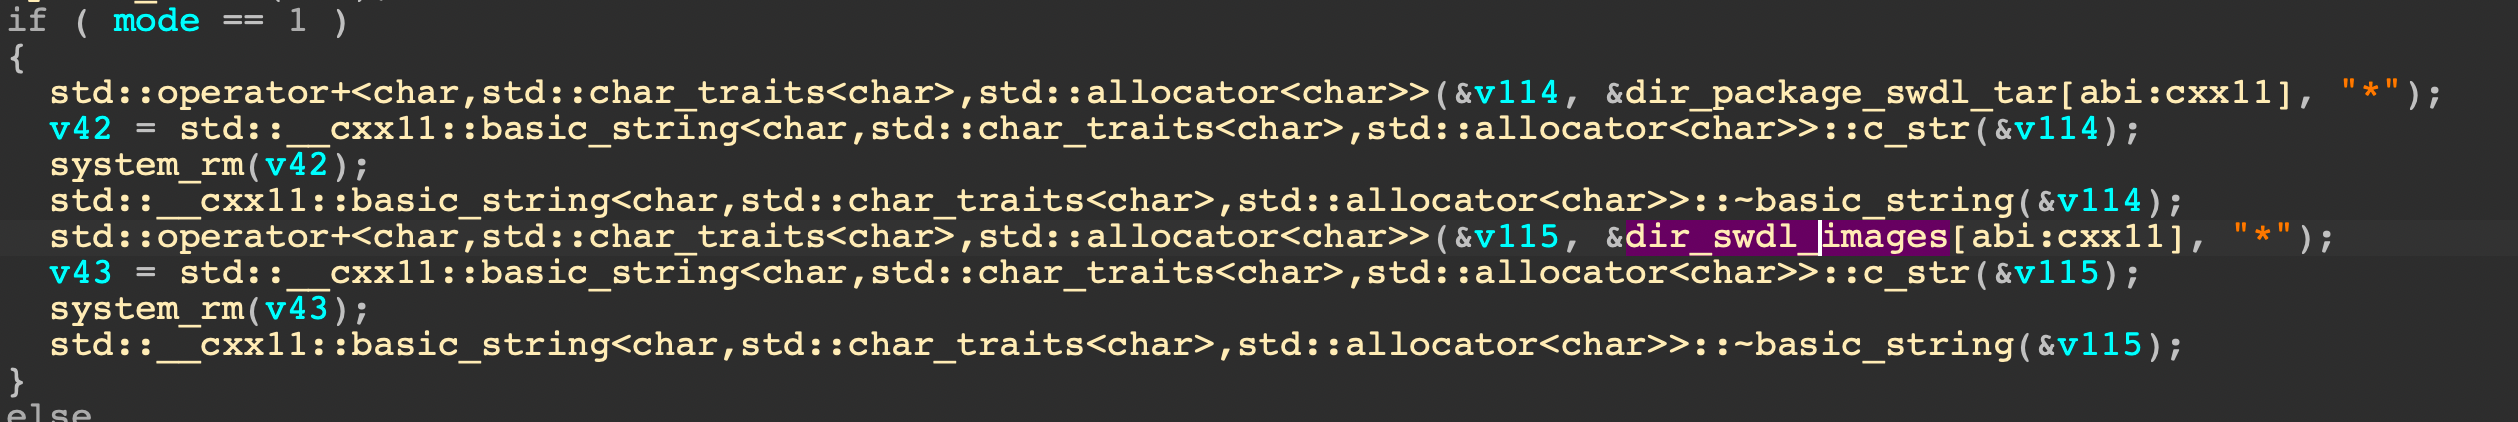 if ( mode == 1 )
{
  std::operator+<char,std::char_traits<char>,std::allocator<char>>(&v114, &dir_package_swdl_tar[abi:cxx11], "*");
  v42 = std::__cxx11::basic_string<char,std::char_traits<char>,std::allocator<char>>::c_str(&v114);
  system_rm(v42);
  std::__cxx11::basic_string<char,std::char_traits<char>,std::allocator<char>>::~basic_string(&v114);
  std::operator+<char,std::char_traits<char>,std::allocator<char>>(&v115, &dir_swdl_images[abi:cxx11], "*");
  v43 = std::__cxx11::basic_string<char,std::char_traits<char>,std::allocator<char>>::c_str(&v115);
  system_rm(v43);
  std::__cxx11::basic_string<char,std::char_traits<char>,std::allocator<char>>::~basic_string(&v115);
}
else